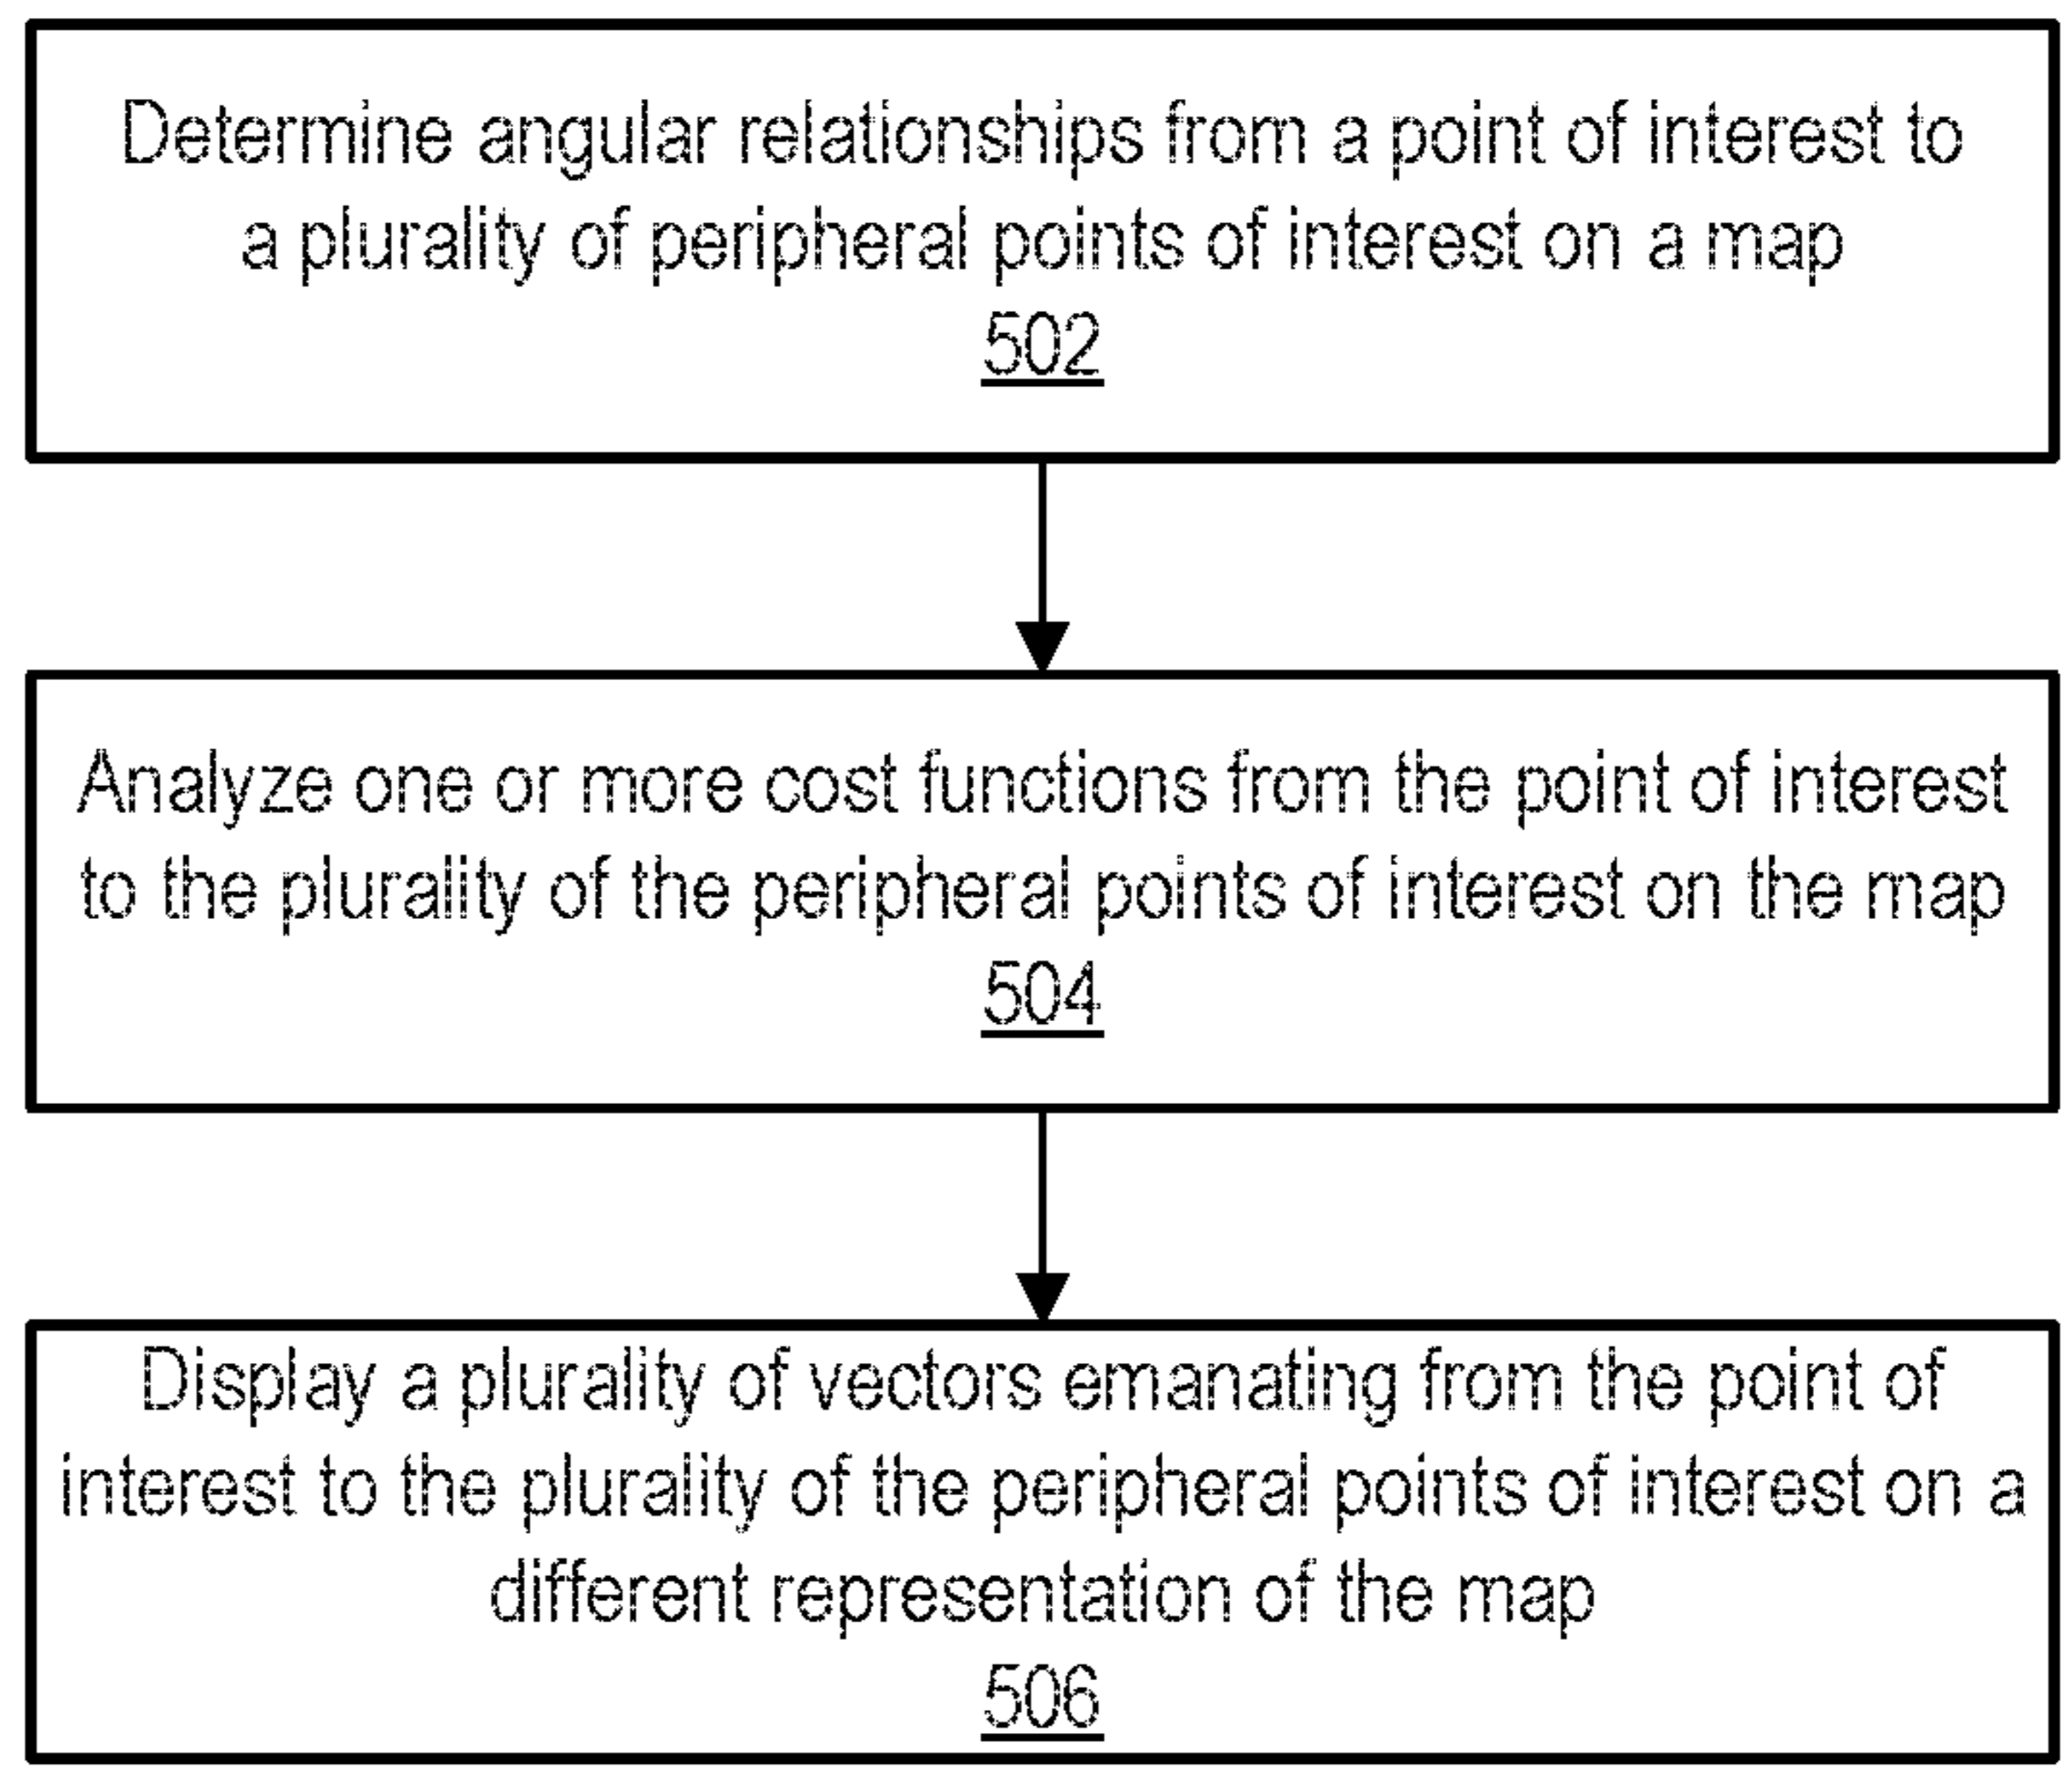 Determine angular relationships from a point of interest to
a plurality of peripheral points of interest on a map
502
Analyze one or more cost functions from the point of interest
to the plurality of the peripheral points of interest on the map
504
Display a plurality of vectors emanating from the point of
interest to the plurality of the peripheral points of interest on a
different representation of the map
506